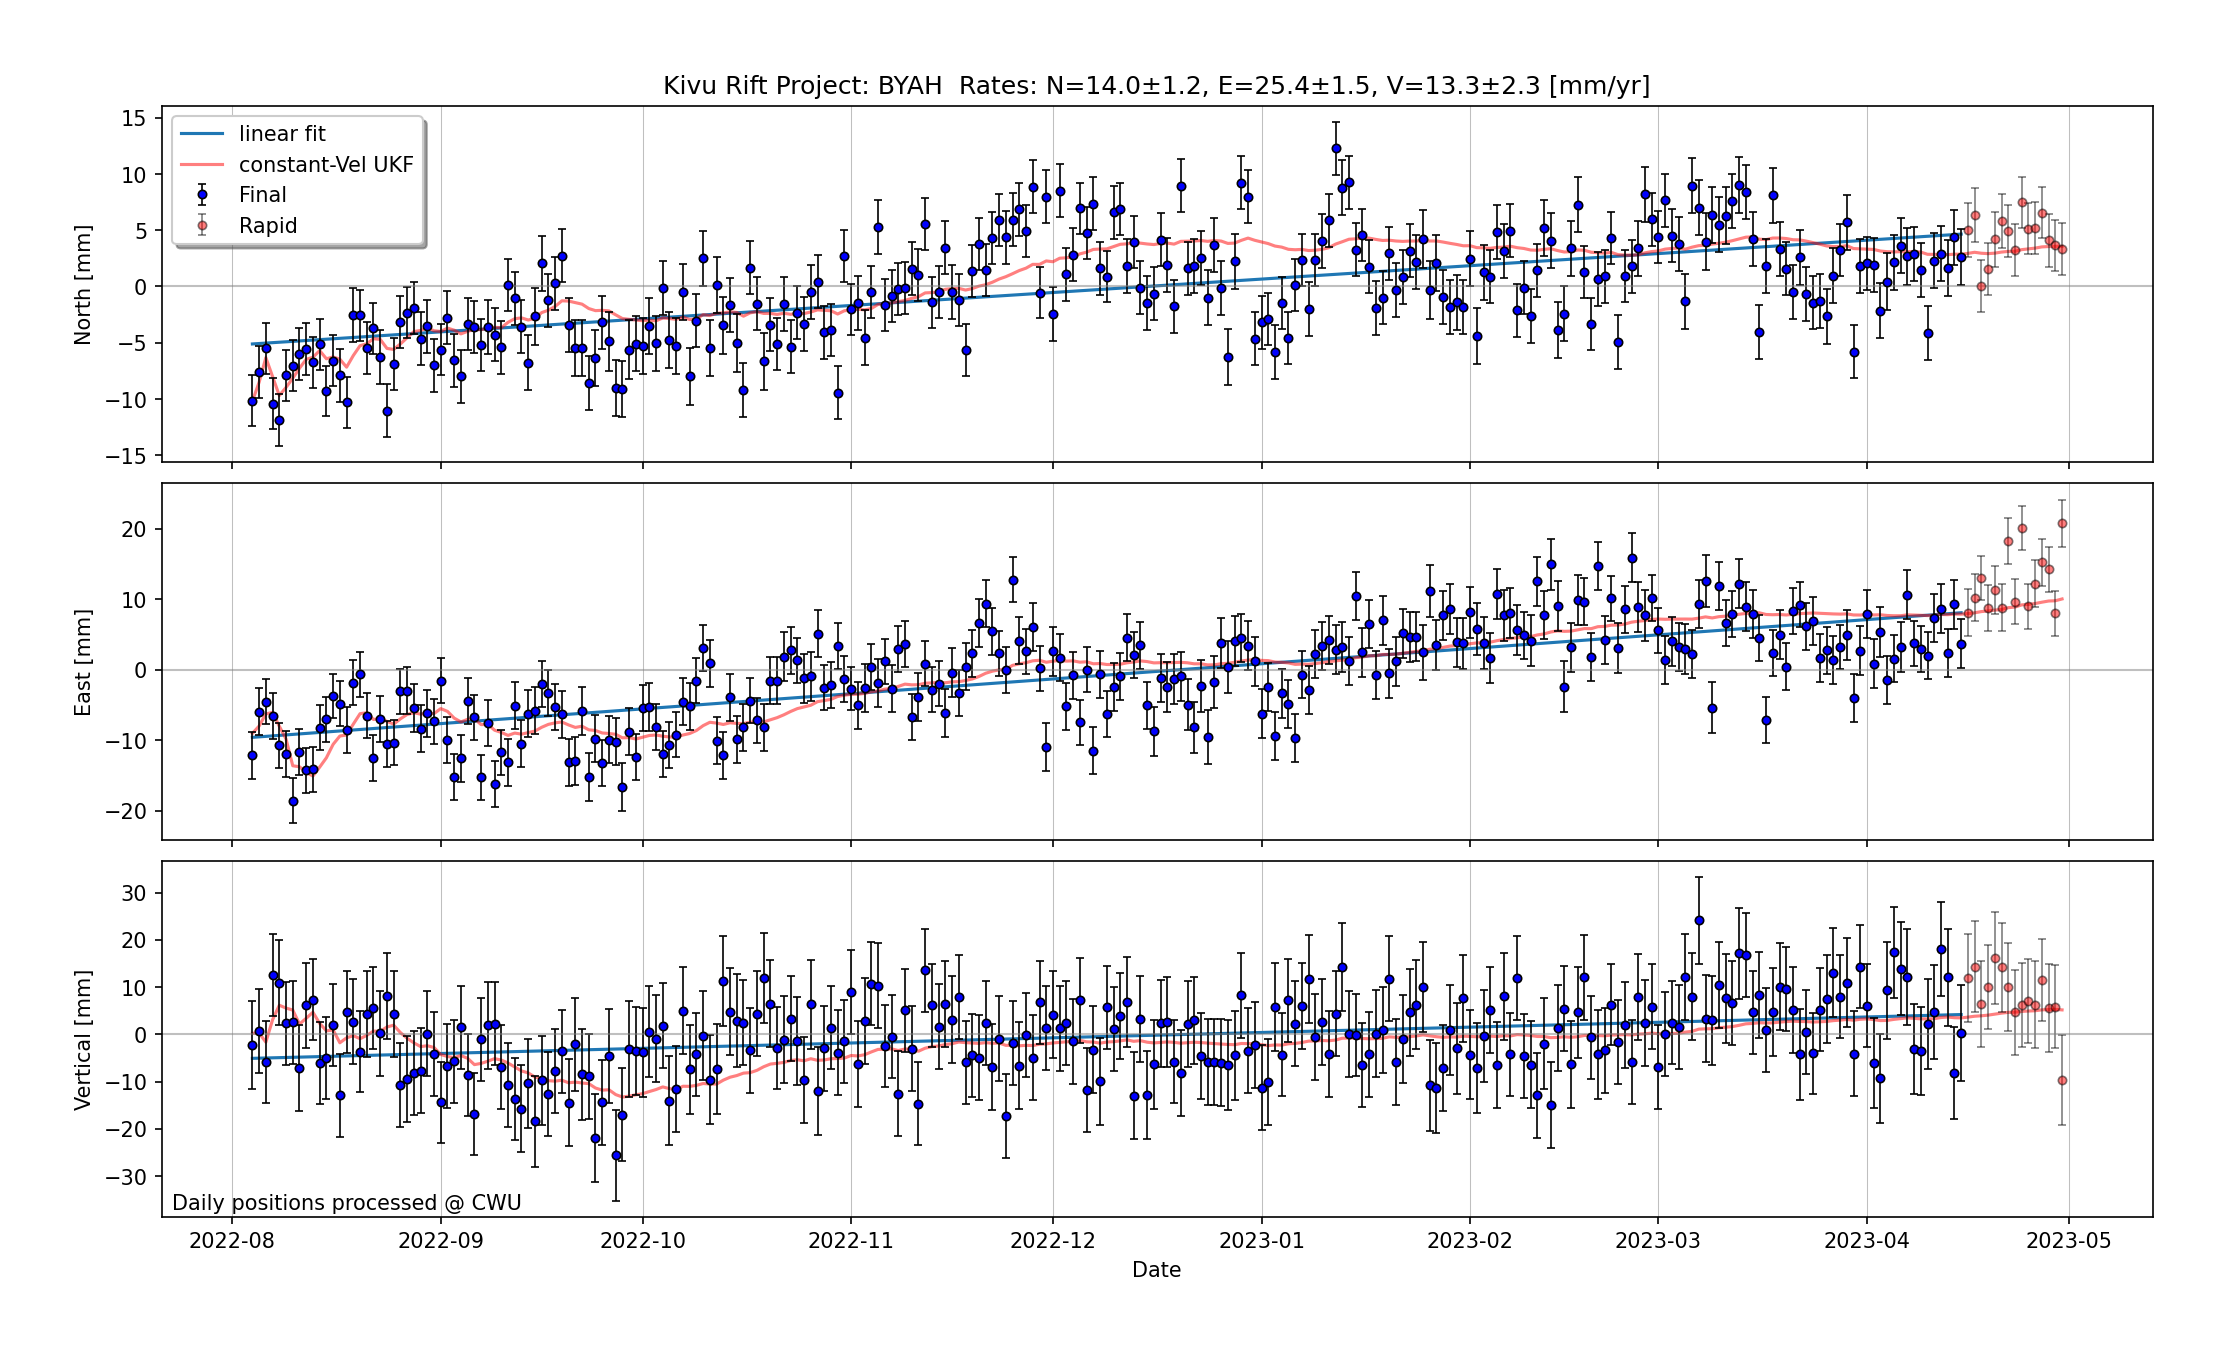 Kivu Rift Project: BYAH  Rates: N=14.0±1.2, E=25.4±1.5, V=13.3±2.3 [mm/yr]
linear fit
constant-Vel UKF
Final
Rapid
North [mm]
15
10
5
0
−5
−10
−15
East [mm]
20
10
0
−10
−20
Vertical [mm]
30
20
10
0
−10
−20
−30
Daily positions processed @ CWU
2022-08 2022-09 2022-10 2022-11 2022-12 2023-01 2023-02 2023-03 2023-04 2023-05
Date